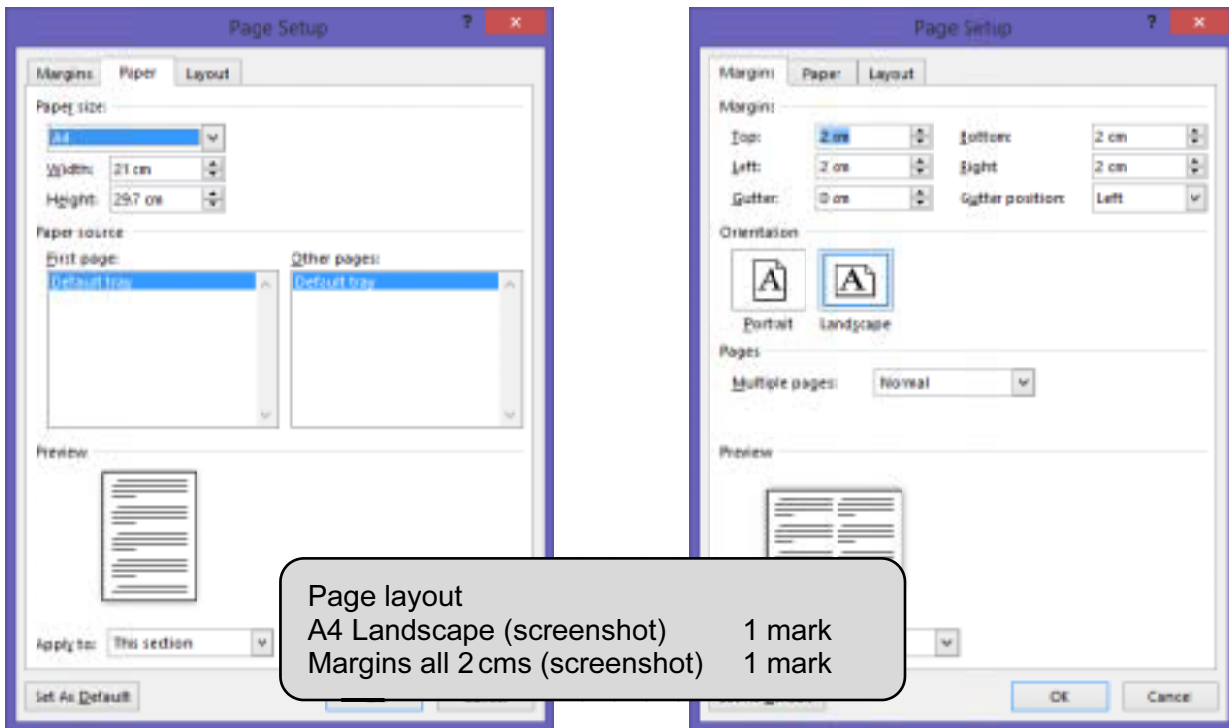 Page Setup
?
×
Margins Paper Layout
Paper size:
A4
Width: 21 cm
Height: 29.7 cm
Paper source
First page:
Default tray
Other pages:
Default tray
Preview
Apply to: This section
Set As Default
Page Setup
?
×
Margins Paper Layout
Margins
Top: 2 cm Bottom: 2 cm
Left: 2 cm Right 2 cm
Gutter: 0 cm Gutter position: Left
Orientation
A A
Portrait Landscape
Pages
Multiple pages: Normal
Preview
OK Cancel
Page layout
A4 Landscape (screenshot) 1 mark
Margins all 2 cms (screenshot) 1 mark